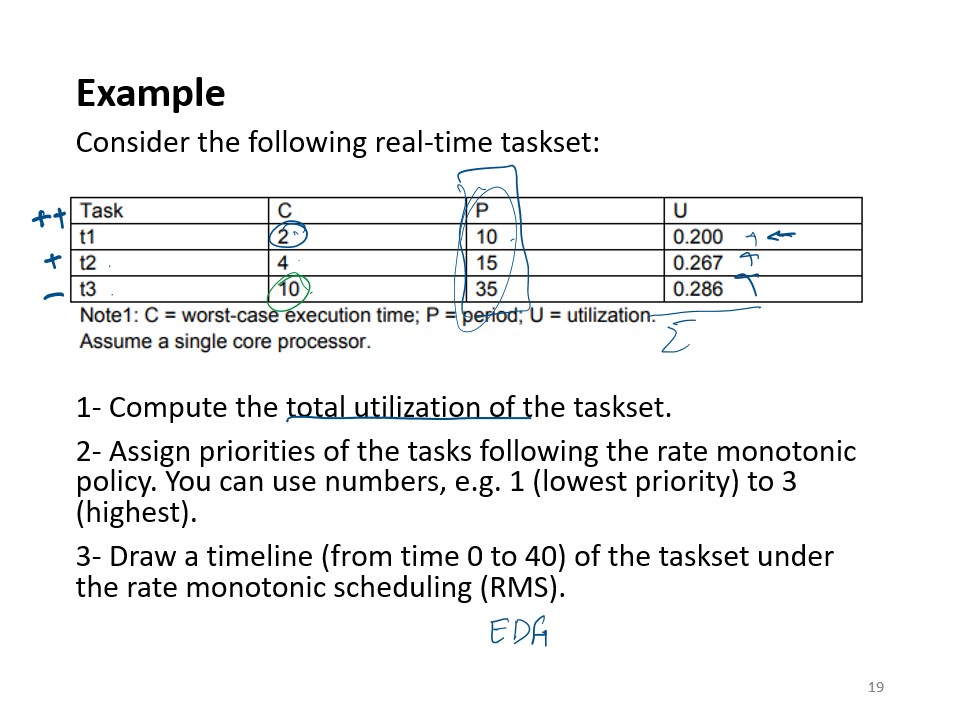 Example
Consider the following real-time taskset:
++ Task C P U
t1 2 10 0.200
+ t2 4 15 0.267
- t3 10 35 0.286
Note1: C = worst-case execution time; P = period; U = utilization.
Σ
Assume a single core processor.
1- Compute the total utilization of the taskset.
2- Assign priorities of the tasks following the rate monotonic
policy. You can use numbers, e.g. 1 (lowest priority) to 3
(highest).
3- Draw a timeline (from time 0 to 40) of the taskset under
the rate monotonic scheduling (RMS).
19